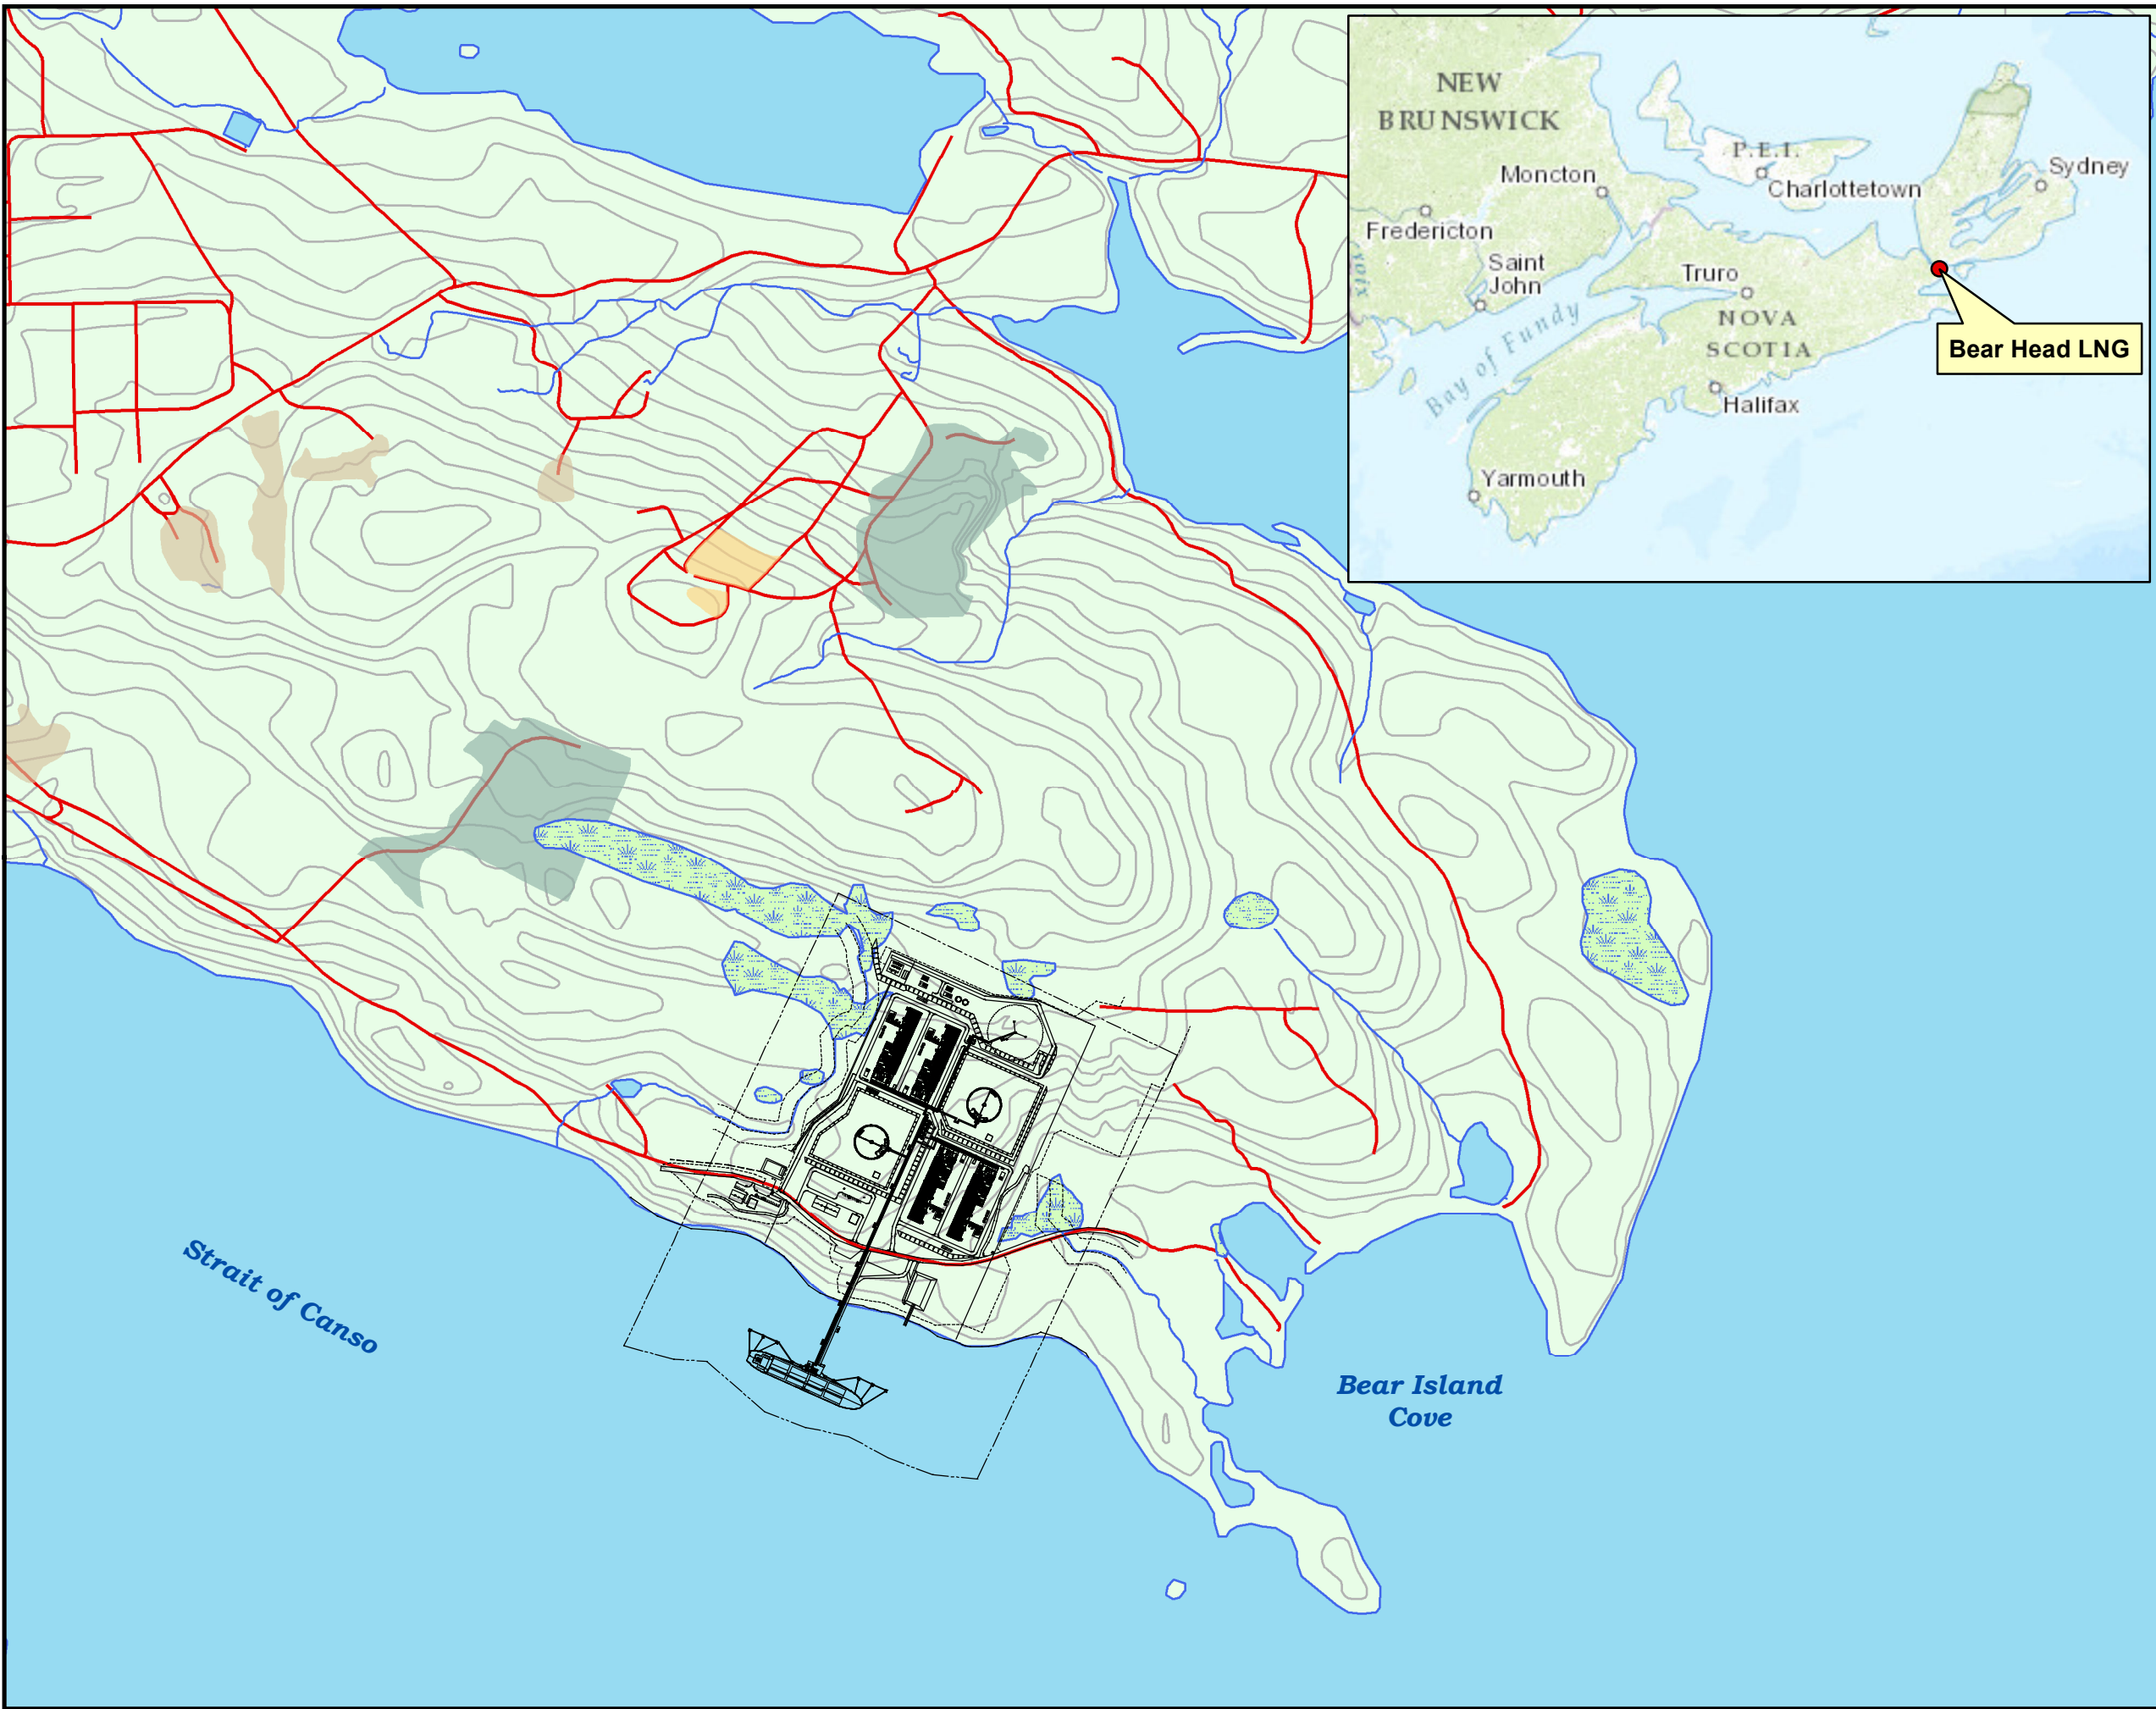 NEW
BRUNSWICK
P.E.I.
Moncton
Charlottetown
Sydney
Fredericton
Saint
John
Truro
NOVA
SCOTIA
Bay of Fundy
Bear Head LNG
Halifax
Yarmouth
Strait of Canso
Bear Island
Cove